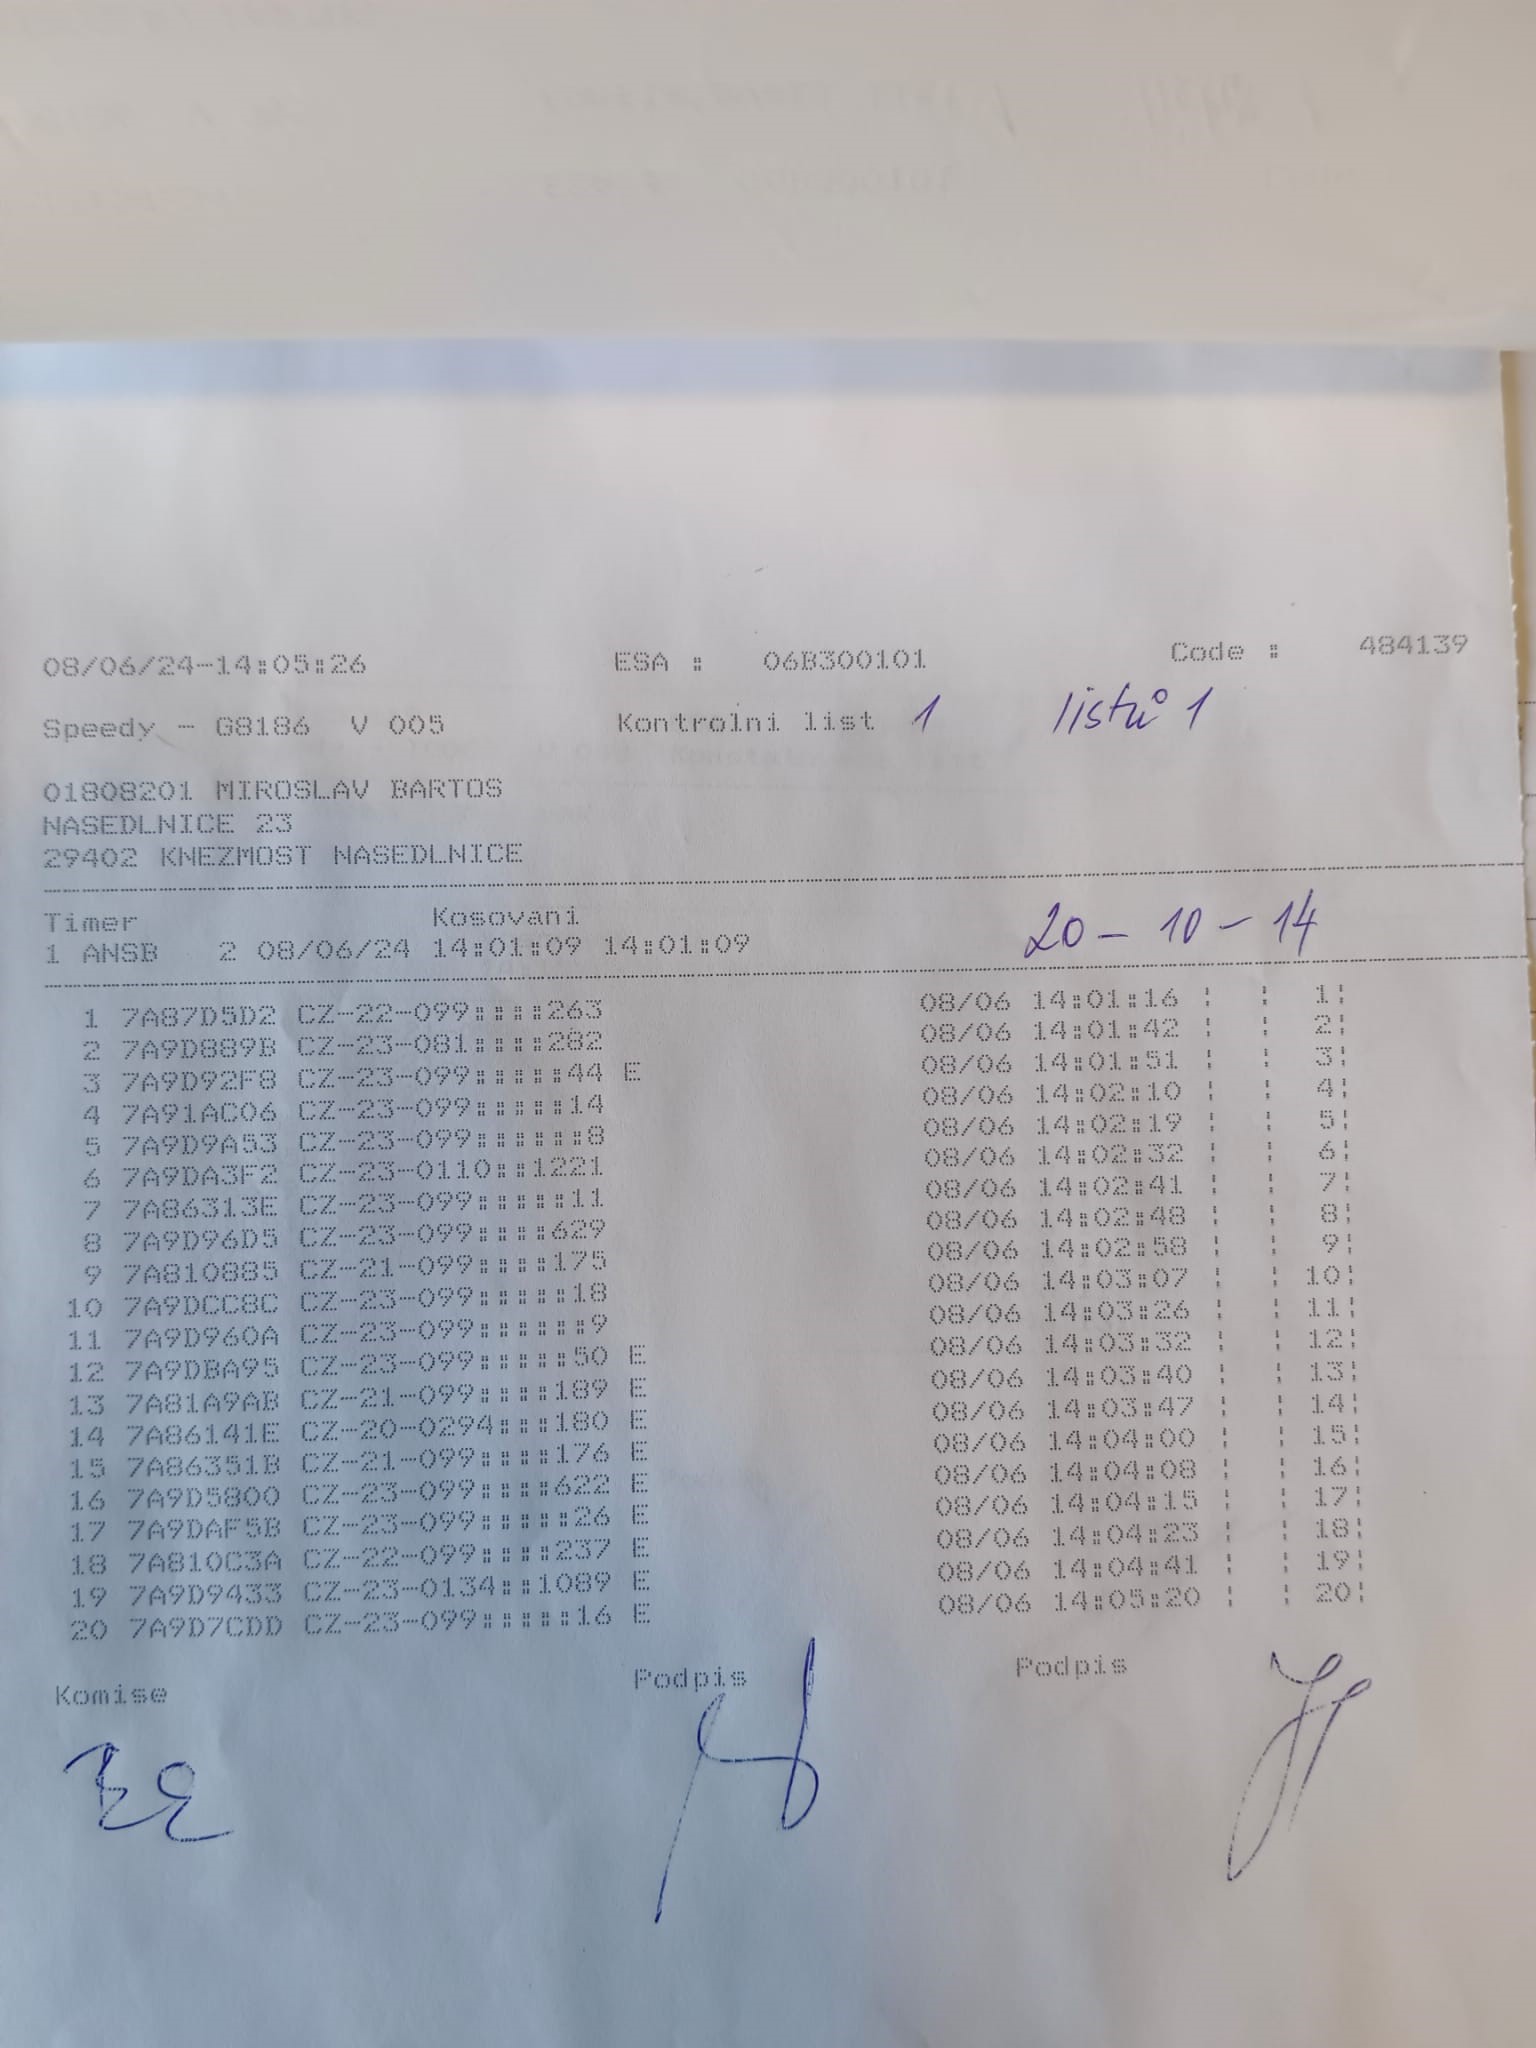 08/06/24-14:05:26 ESA : 06B300101 Code : 484139
Speedy - G8186 V 005 Kontrolni list 1 listů 1
01808201 MIROSLAV BARTOS
NASEDLNICE 23
29402 KNEZMOST NASEDLNICE
Timer Kosovani
1 ANSB 2 08/06/24 14:01:09 14:01:09 20 - 10 - 14
1 7A87D5D2 CZ-22-099::::263 08/06 14:01:16 : : 1:
2 7A9D889B CZ-23-081::::282 08/06 14:01:42 : : 2:
3 7A9D92F8 CZ-23-099:::::44 E 08/06 14:01:51 : : 3:
4 7A91AC06 CZ-23-099:::::14 08/06 14:02:10 : : 4:
5 7A9D9A53 CZ-23-099::::::8 08/06 14:02:19 : : 5:
6 7A9DA3F2 CZ-23-0110::1221 08/06 14:02:32 : : 6:
7 7A86313E CZ-23-099:::::11 08/06 14:02:41 : : 7:
8 7A9D96D5 CZ-23-099::::629 08/06 14:02:48 : : 8:
9 7A810885 CZ-21-099::::175 08/06 14:02:58 : : 9:
10 7A9DCC8C CZ-23-099:::::18 08/06 14:03:07 : : 10:
11 7A9D960A CZ-23-099::::::9 08/06 14:03:26 : : 11:
12 7A9DBA95 CZ-23-099:::::50 E 08/06 14:03:32 : : 12:
13 7A81A9AB CZ-21-099::::189 E 08/06 14:03:40 : : 13:
14 7A86141E CZ-20-0294:::180 E 08/06 14:03:47 : : 14:
15 7A86351B CZ-21-099::::176 E 08/06 14:04:00 : : 15:
16 7A9D5800 CZ-23-099::::622 E 08/06 14:04:08 : : 16:
17 7A9DAF5B CZ-23-099:::::26 E 08/06 14:04:15 : : 17:
18 7A810C3A CZ-22-099::::237 E 08/06 14:04:23 : : 18:
19 7A9D9433 CZ-23-0134::1089 E 08/06 14:04:41 : : 19:
20 7A9D7CDD CZ-23-099:::::16 E 08/06 14:05:20 : : 20:
Komise Podpis Podpis